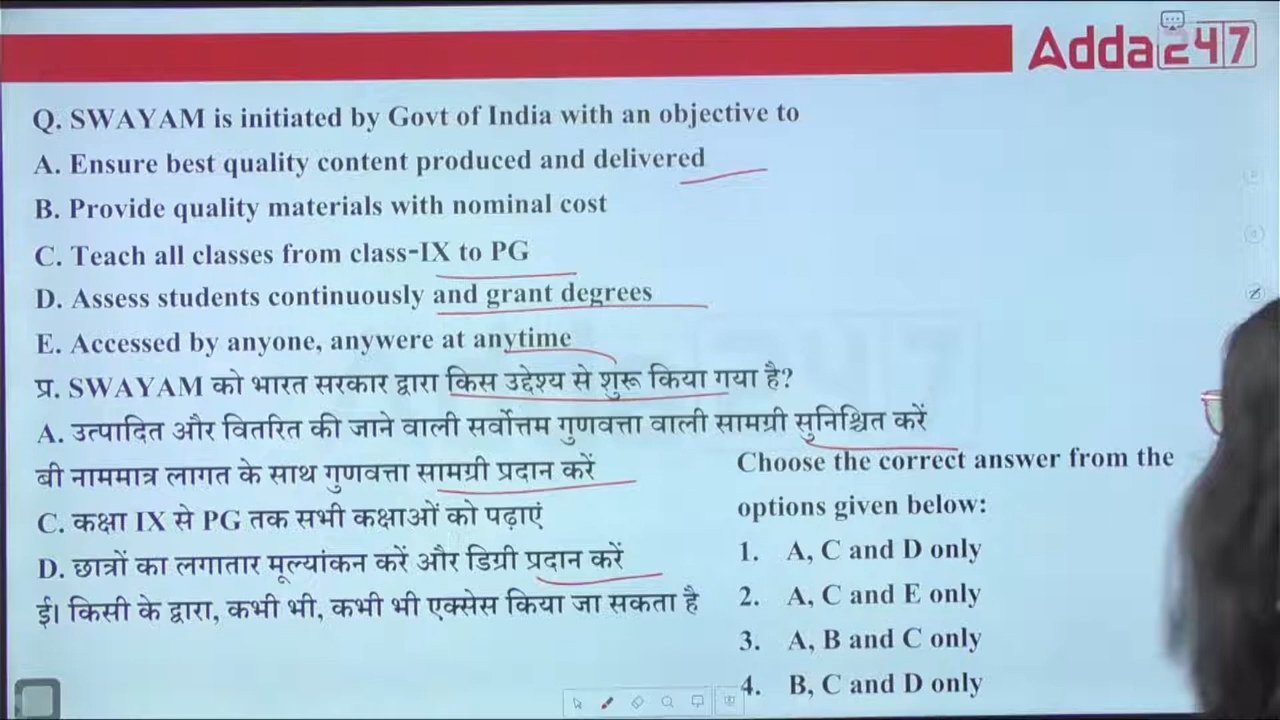 Adda247
Q. SWAYAM is initiated by Govt of India with an objective to
A. Ensure best quality content produced and delivered
B. Provide quality materials with nominal cost
C. Teach all classes from class-IX to PG
D. Assess students continuously and grant degrees
E. Accessed by anyone, anywere at anytime
प्र. SWAYAM को भारत सरकार द्वारा किस उद्देश्य से शुरू किया गया है?
A. उत्पादित और वितरित की जाने वाली सर्वोत्तम गुणवत्ता वाली सामग्री सुनिश्चित करें
बी नाममात्र लागत के साथ गुणवत्ता सामग्री प्रदान करें
C. कक्षा IX से PG तक सभी कक्षाओं को पढ़ाएं
D. छात्रों का लगातार मूल्यांकन करें और डिग्री प्रदान करें
ई। किसी के द्वारा, कभी भी, कभी भी एक्सेस किया जा सकता है
Choose the correct answer from the
options given below:
1. A, C and D only
2. A, C and E only
3. A, B and C only
4. B, C and D only